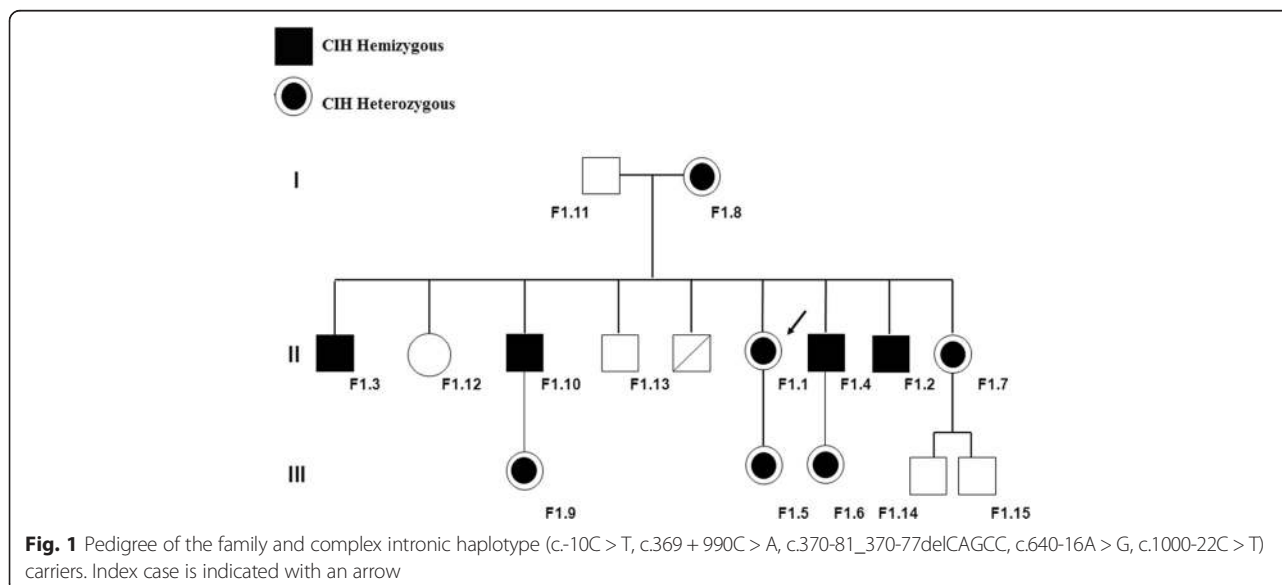 CIH Hemizygous
CIH Heterozygous
I
F1.11
F1.8
II
F1.3
F1.12
F1.10
F1.13
F1.1
F1.4
F1.2
F1.7
III
F1.9
F1.5
F1.6
F1.14
F1.15
Fig. 1 Pedigree of the family and complex intronic haplotype (c.-10C > T, c.369 + 990C > A, c.370-81_370-77delCAGCC, c.640-16A > G, c.1000-22C > T)
carriers. Index case is indicated with an arrow